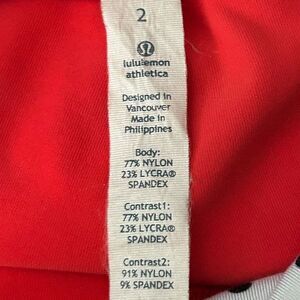 2
lululemon
athletica
Designed in
Vancouver
Made in
Philippines
Body:
77% NYLON
23% LYCRA®
SPANDEX
Contrast1:
77% NYLON
23% LYCRA®
SPANDEX
Contrast2:
91% NYLON
9% SPANDEX